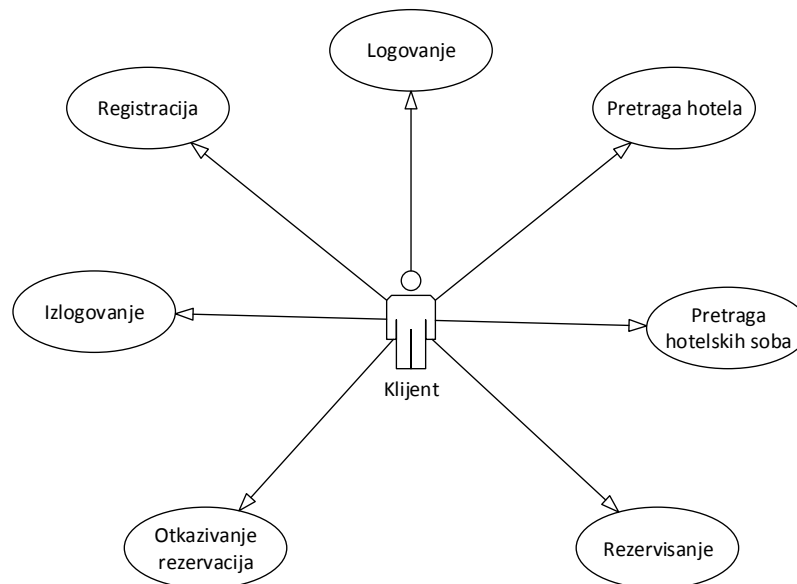 Logovanje
Registracija
Pretraga hotela
Izlogovanje
Pretraga
hotelskih soba
Klijent
Otkazivanje
rezervacija
Rezervisanje